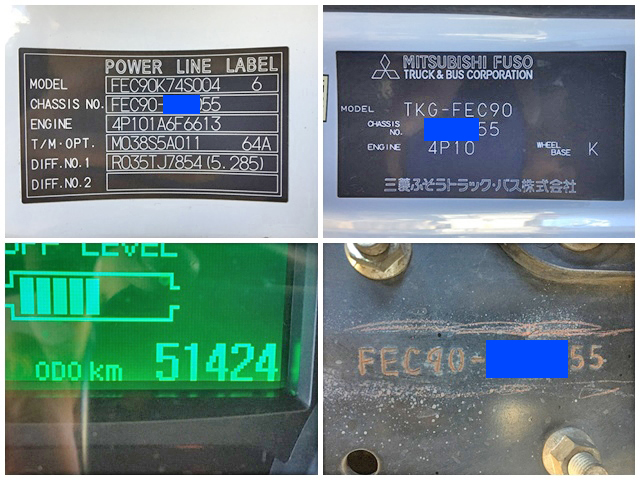 POWER LINE LABEL
MODEL FEC90K74S004 6
CHASSIS NO. FEC90- 55
ENGINE 4P101A6F6613
T/M·OPT. M038S5A011 64A
DIFF.NO.1 R035TJ7854(5.285)
DIFF.NO.2
MITSUBISHI FUSO
TRUCK & BUS CORPORATION
MODEL TKG-FEC90
CHASSIS NO. 55
ENGINE 4P10 WHEEL BASE K
三菱ふそうトラック・バス株式会社
LEVEL
ODO km 51424
FEC90- 55